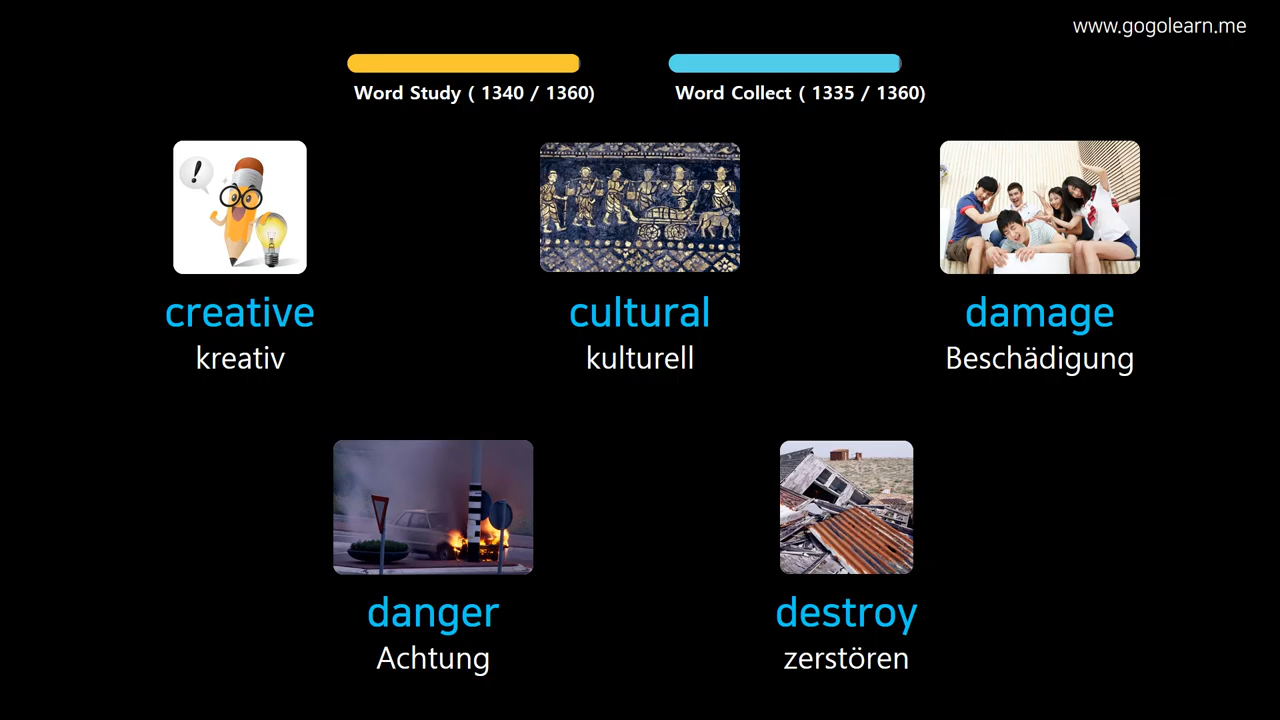 www.gogolearn.me
Word Study ( 1340 / 1360)
Word Collect ( 1335 / 1360)
!
creative
kreativ
cultural
kulturell
damage
Beschädigung
danger
Achtung
destroy
zerstören